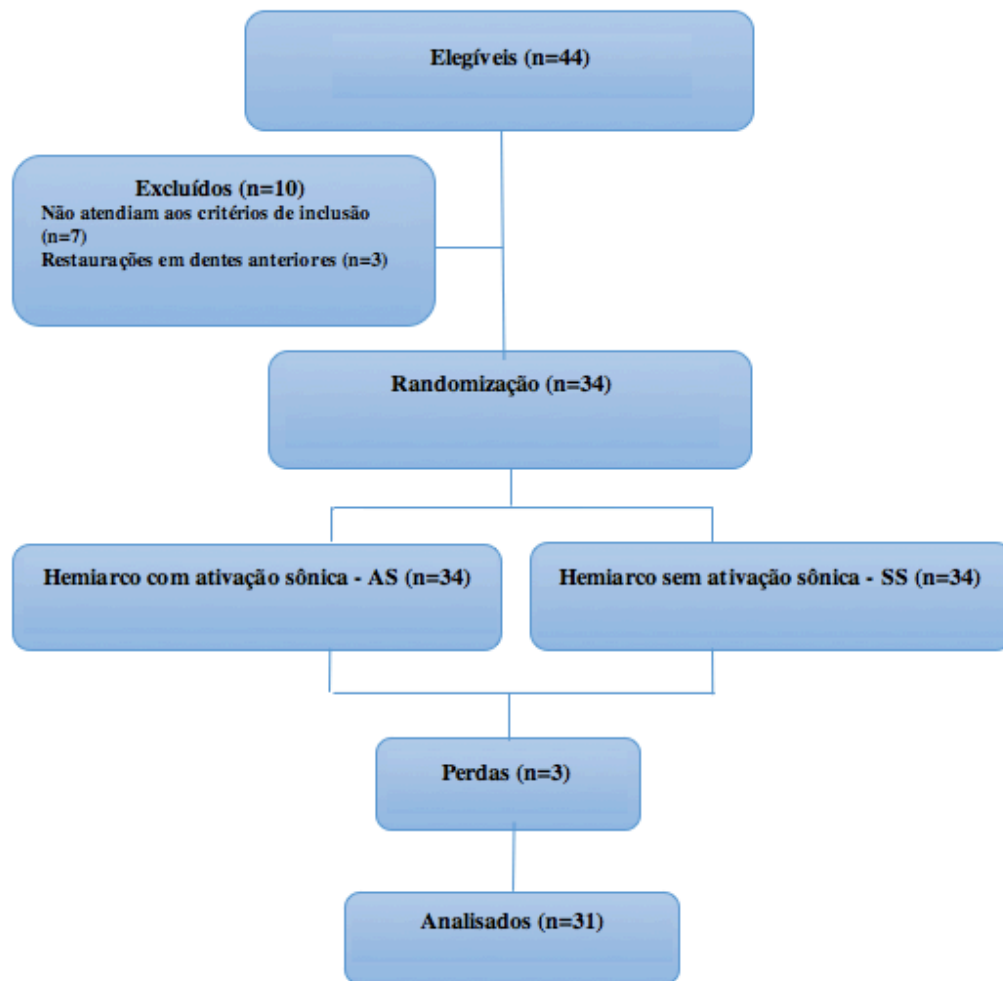 Elegíveis (n=44)
Excluídos (n=10)
Não atendiam aos critérios de inclusão
(n=7)
Restaurações em dentes anteriores (n=3)
Randomização (n=34)
Hemiarco com ativação sônica - AS (n=34)
Hemiarco sem ativação sônica - SS (n=34)
Perdas (n=3)
Analisados (n=31)